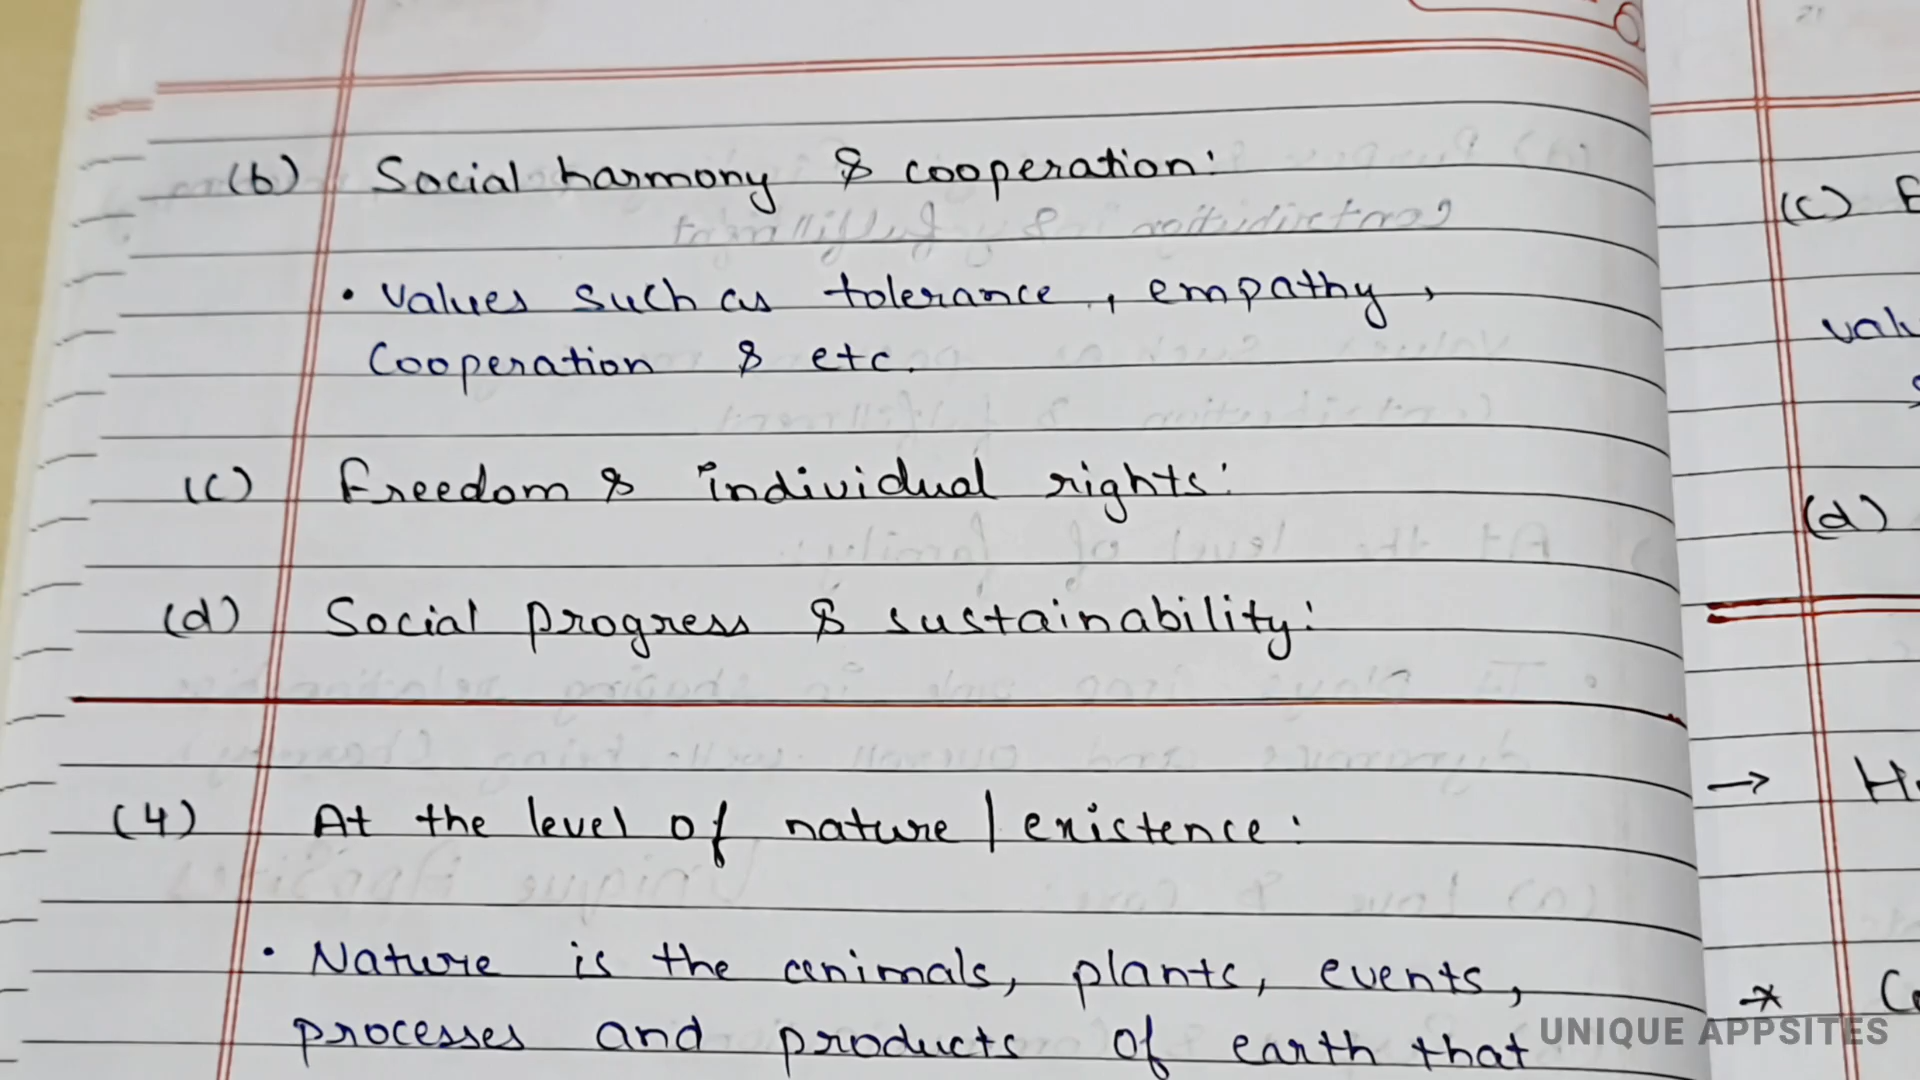 (b) Social harmony & cooperation:
• Values such as tolerance, empathy,
Cooperation & etc.
(c) Freedom & individual rights:
(d) Social progress & sustainability:
(4) At the level of nature / existence:
• Nature is the animals, plants, events,
processes and products of earth that
(c)
(d)
→
UNIQUE APPSITES